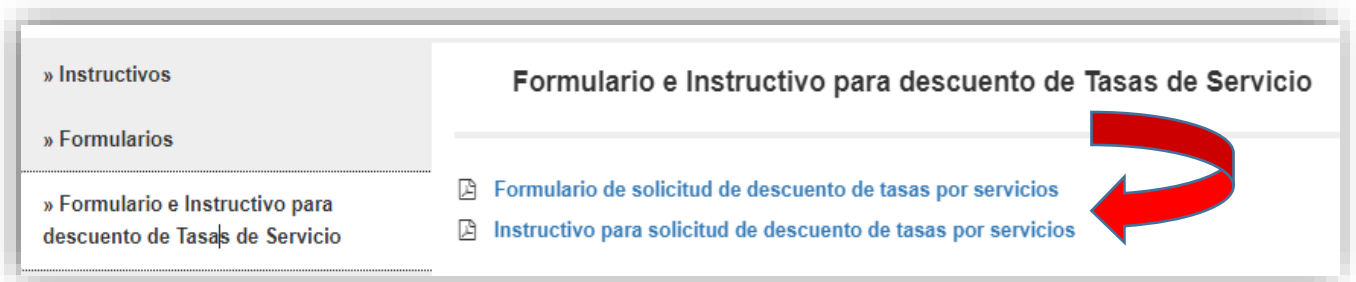 » Instructivos
» Formularios
» Formulario e Instructivo para
descuento de Tasas de Servicio
Formulario e Instructivo para descuento de Tasas de Servicio
Formulario de solicitud de descuento de tasas por servicios
Instructivo para solicitud de descuento de tasas por servicios